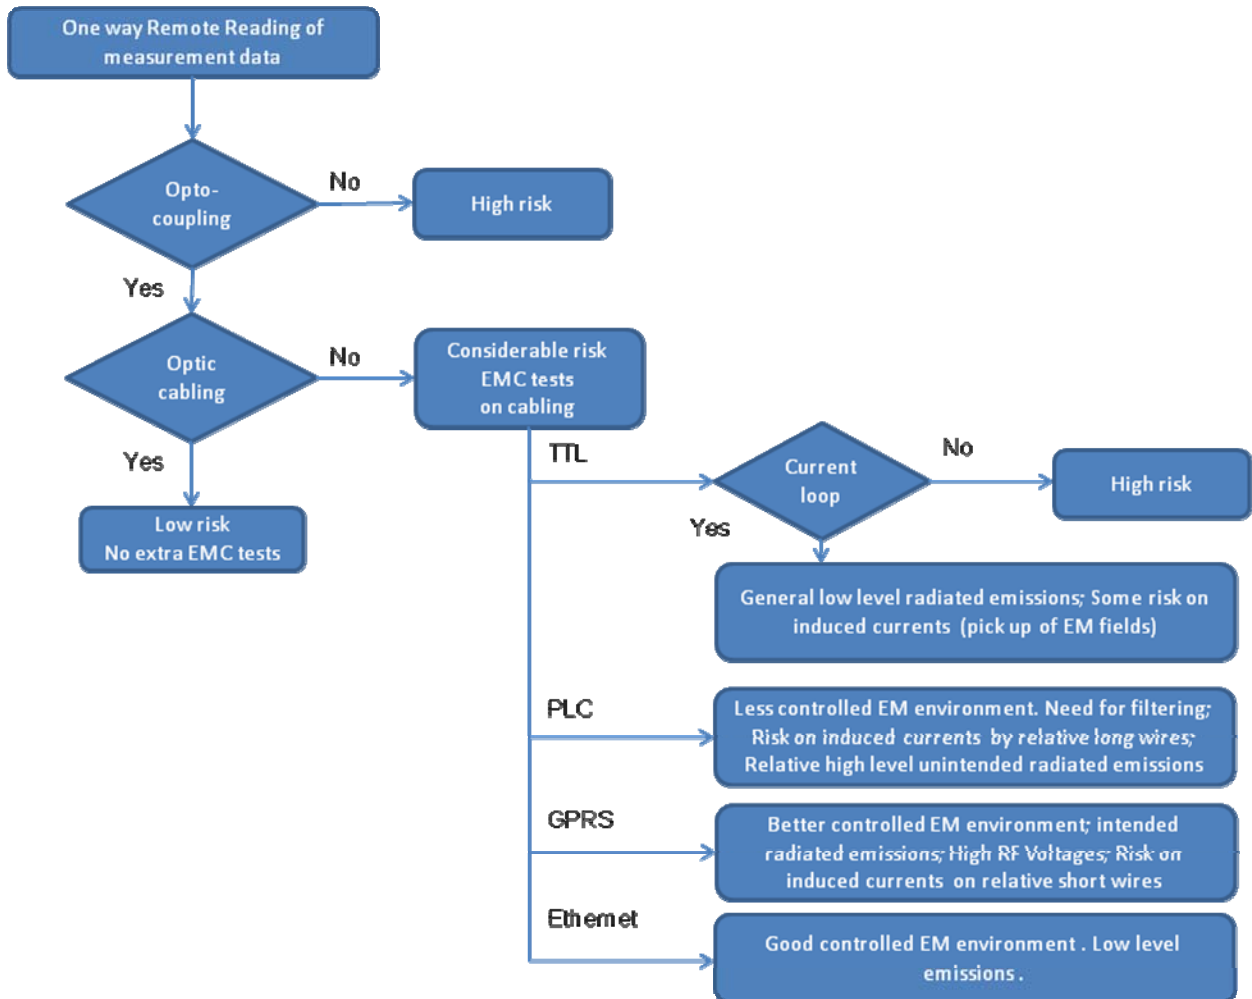 One way Remote Reading of
measurement data
Opto-
coupling
No
High risk
Yes
Optic
cabling
No
Considerable risk
EMC tests
on cabling
Yes
Low risk
No extra EMC tests
TTL
Current
loop
No
High risk
Yes
General low level radiated emissions; Some risk on
induced currents (pick up of EM fields)
PLC
Less controlled EM environment. Need for filtering;
Risk on induced currents by relative long wires;
Relative high level unintended radiated emissions
GPRS
Better controlled EM environment; intended
radiated emissions; High RF Voltages; Risk on
induced currents on relative short wires
Ethernet
Good controlled EM environment . Low level
emissions .